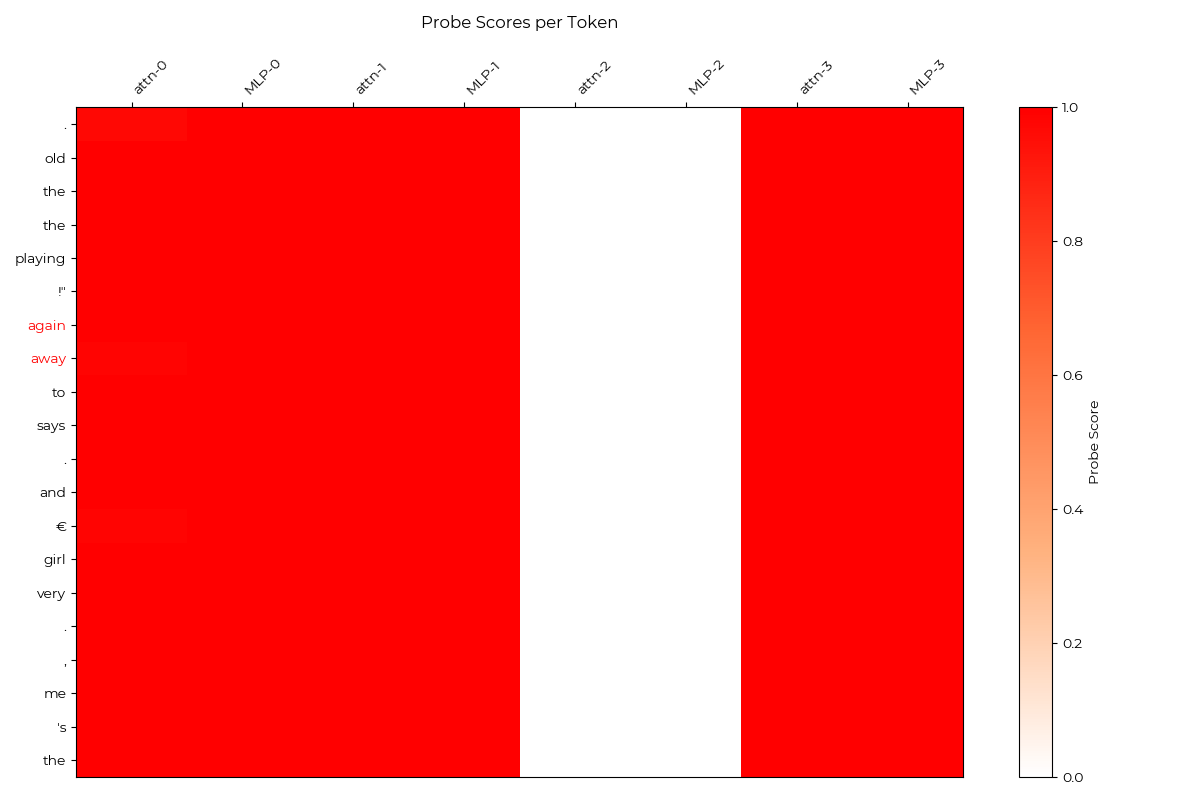 Probe Scores per Token
attn-0
MLP-0
attn-1
MLP-1
attn-2
MLP-2
attn-3
MLP-3
.
old
the
the
playing
!"
again
away
to
says
.
and
€
girl
very
.
,
me
's
the
1.0
0.8
0.6
0.4
0.2
0.0
Probe Score